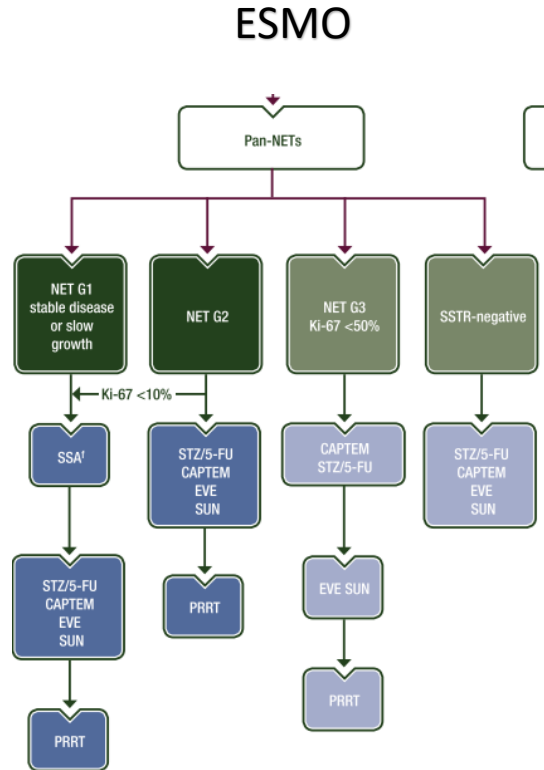 ESMO
Pan-NETs
NET G1
stable disease
or slow
growth
NET G2
NET G3
Ki-67 <50%
SSTR-negative
Ki-67 <10%
SSAf
STZ/5-FU
CAPTEM
EVE
SUN
CAPTEM
STZ/5-FU
STZ/5-FU
CAPTEM
EVE
SUN
STZ/5-FU
CAPTEM
EVE
SUN
PRRT
EVE SUN
PRRT
PRRT